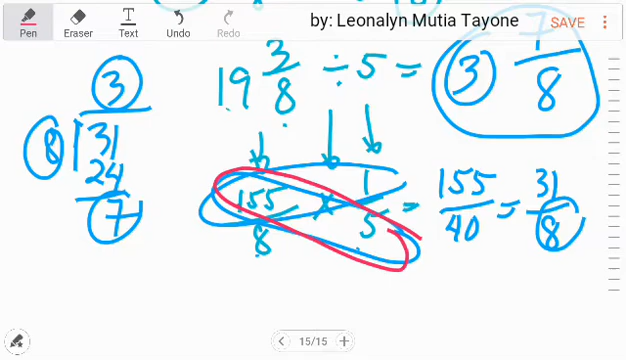 by: Leonalyn Mutia Tayone
Pen
Eraser
Text
Undo
Redo
SAVE
19 3/8 ÷ 5 = 3 7/8
3
8 31
24
7
155/8 × 1/5 = 155/40 = 31/8
15/15